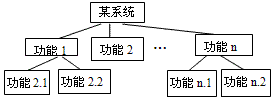 某系统
功能 1
功能 2
…
功能 n
功能 2.1
功能 2.2
功能 n.1
功能 n.2